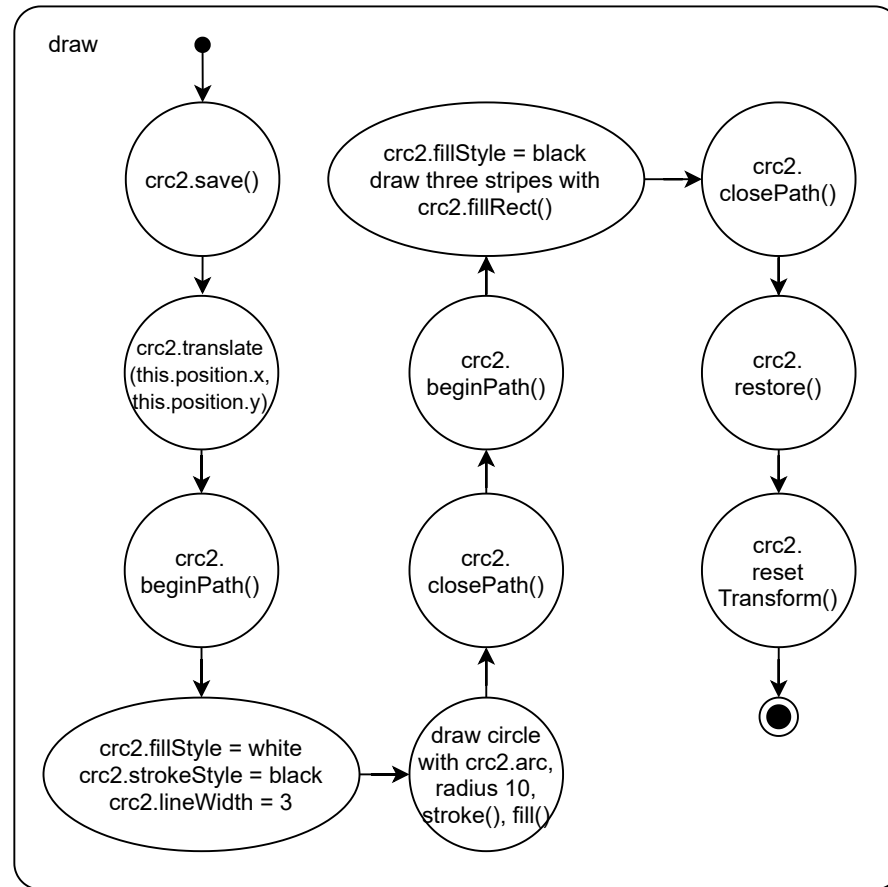 draw
crc2.save()
crc2.translate
(this.position.x,
this.position.y)
crc2.
beginPath()
crc2.fillStyle = white
crc2.strokeStyle = black
crc2.lineWidth = 3
draw circle
with crc2.arc,
radius 10,
stroke(), fill()
crc2.
closePath()
crc2.
beginPath()
crc2.fillStyle = black
draw three stripes with
crc2.fillRect()
crc2.
closePath()
crc2.
restore()
crc2.
reset
Transform()